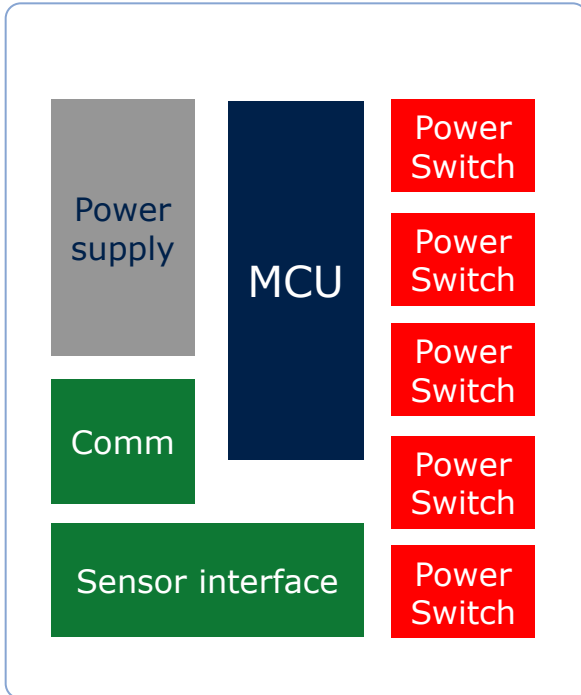 Power
supply
MCU
Power
Switch
Power
Switch
Power
Switch
Power
Switch
Power
Switch
Comm
Sensor interface